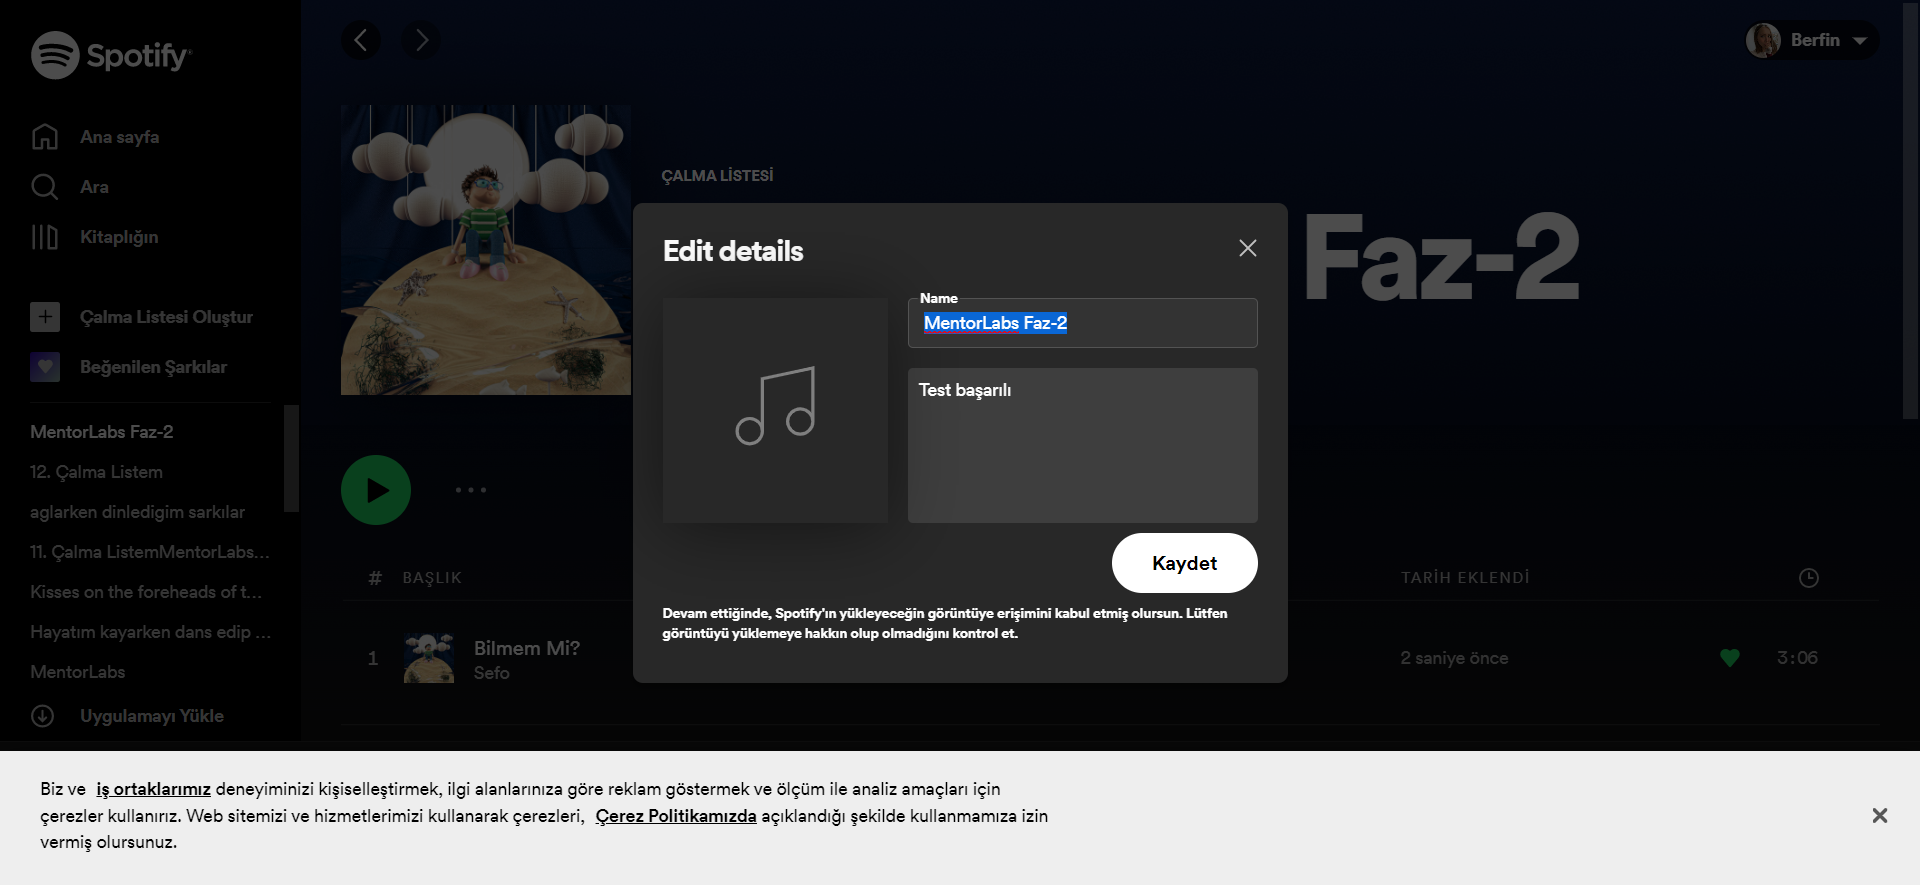 Spotify
Ana sayfa
Ara
Kitaplığın
Çalma Listesi Oluştur
Beğenilen Şarkılar
MentorLabs Faz-2
12. Çalma Listem
aglarken dinledigim sarkılar
11. Çalma ListemMentorLabs...
Kisses on the foreheads of t...
Hayatım kayarken dans edip ...
MentorLabs
Uygulamayı Yükle
Berfin
ÇALMA LİSTESİ
Faz-2
# BAŞLIK
TARİH EKLENDİ
1
Bilmem Mi?
Sefo
2 saniye önce
3:06
Edit details
Name
MentorLabs Faz-2
Test başarılı
Kaydet
Devam ettiğinde, Spotify'ın yükleyeceğin görüntüye erişimini kabul etmiş olursun. Lütfen
görüntüyü yüklemeye hakkın olup olmadığını kontrol et.
Biz ve iş ortaklarımız deneyiminizi kişiselleştirmek, ilgi alanlarınıza göre reklam göstermek ve ölçüm ile analiz amaçları için
çerezler kullanırız. Web sitemizi ve hizmetlerimizi kullanarak çerezleri, Çerez Politikamızda açıklandığı şekilde kullanmamıza izin
vermiş olursunuz.